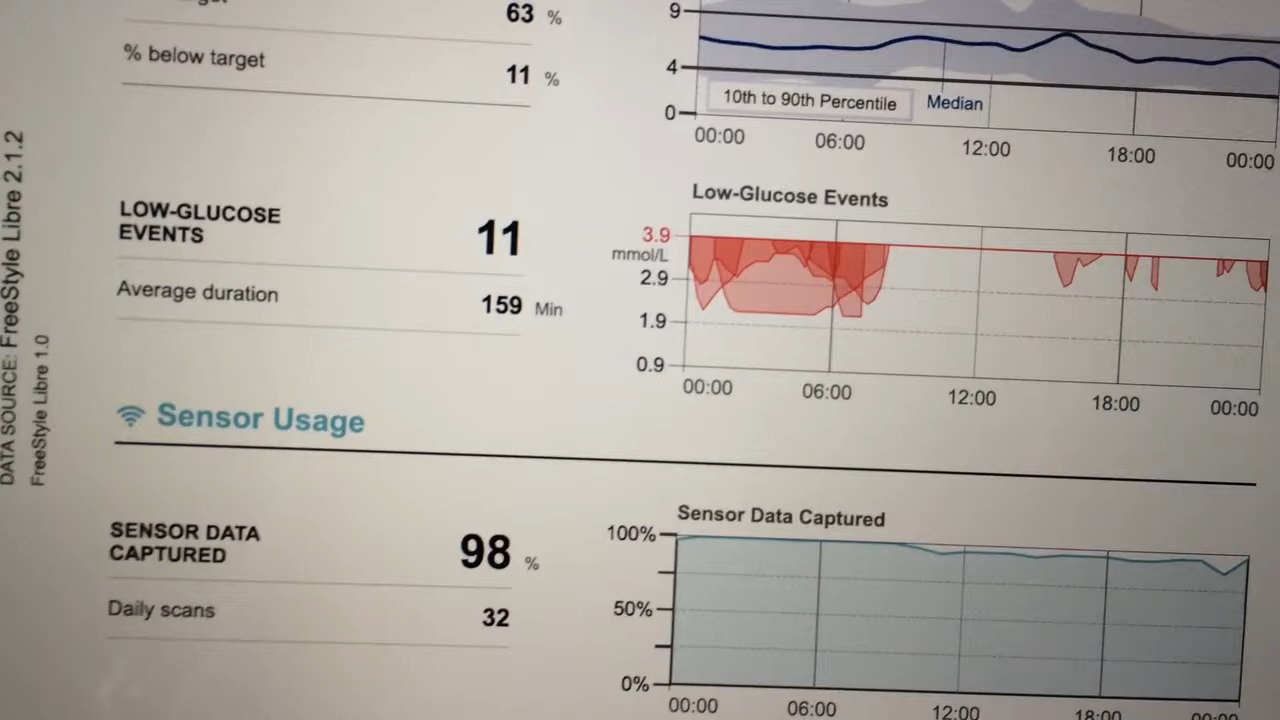 63 %
% below target
11 %
LOW-GLUCOSE
EVENTS
11
Average duration
159 Min
Sensor Usage
SENSOR DATA
CAPTURED
98 %
Daily scans
32
9
4
0
10th to 90th Percentile
Median
00:00 06:00 12:00 18:00 00:00
Low-Glucose Events
3.9
mmol/L
2.9
1.9
0.9
00:00 06:00 12:00 18:00 00:00
Sensor Data Captured
100%
50%
0%
00:00 06:00 12:00 18:00 00:00
DATA SOURCE: FreeStyle Libre 2.1.2
FreeStyle Libre 1.0